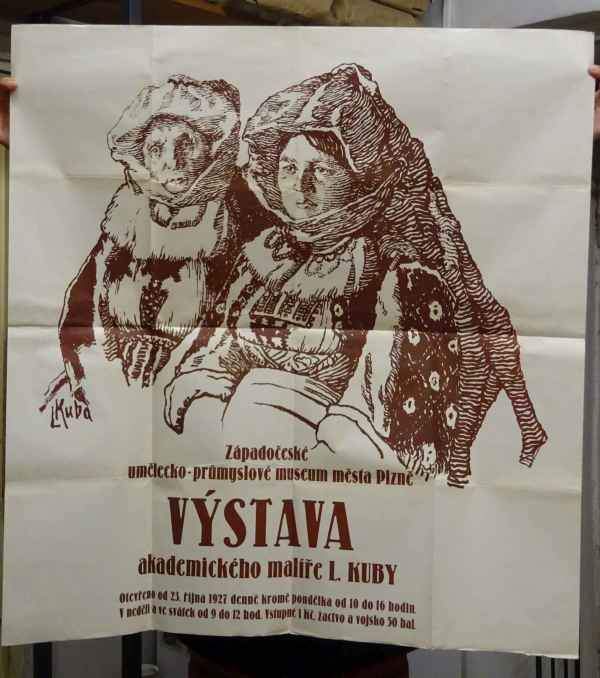 LKuba
Západočeské
umělecko-průmyslové museum města Plzně
VÝSTAVA
akademického malíře L. KUBY
Otevřeno od 23. října 1927 denně kromě pondělka od 10 do 16 hodin.
V neděli a ve svátek od 9 do 12 hod. Vstupné 1 Kč, žactvo a vojsko 50 hal.